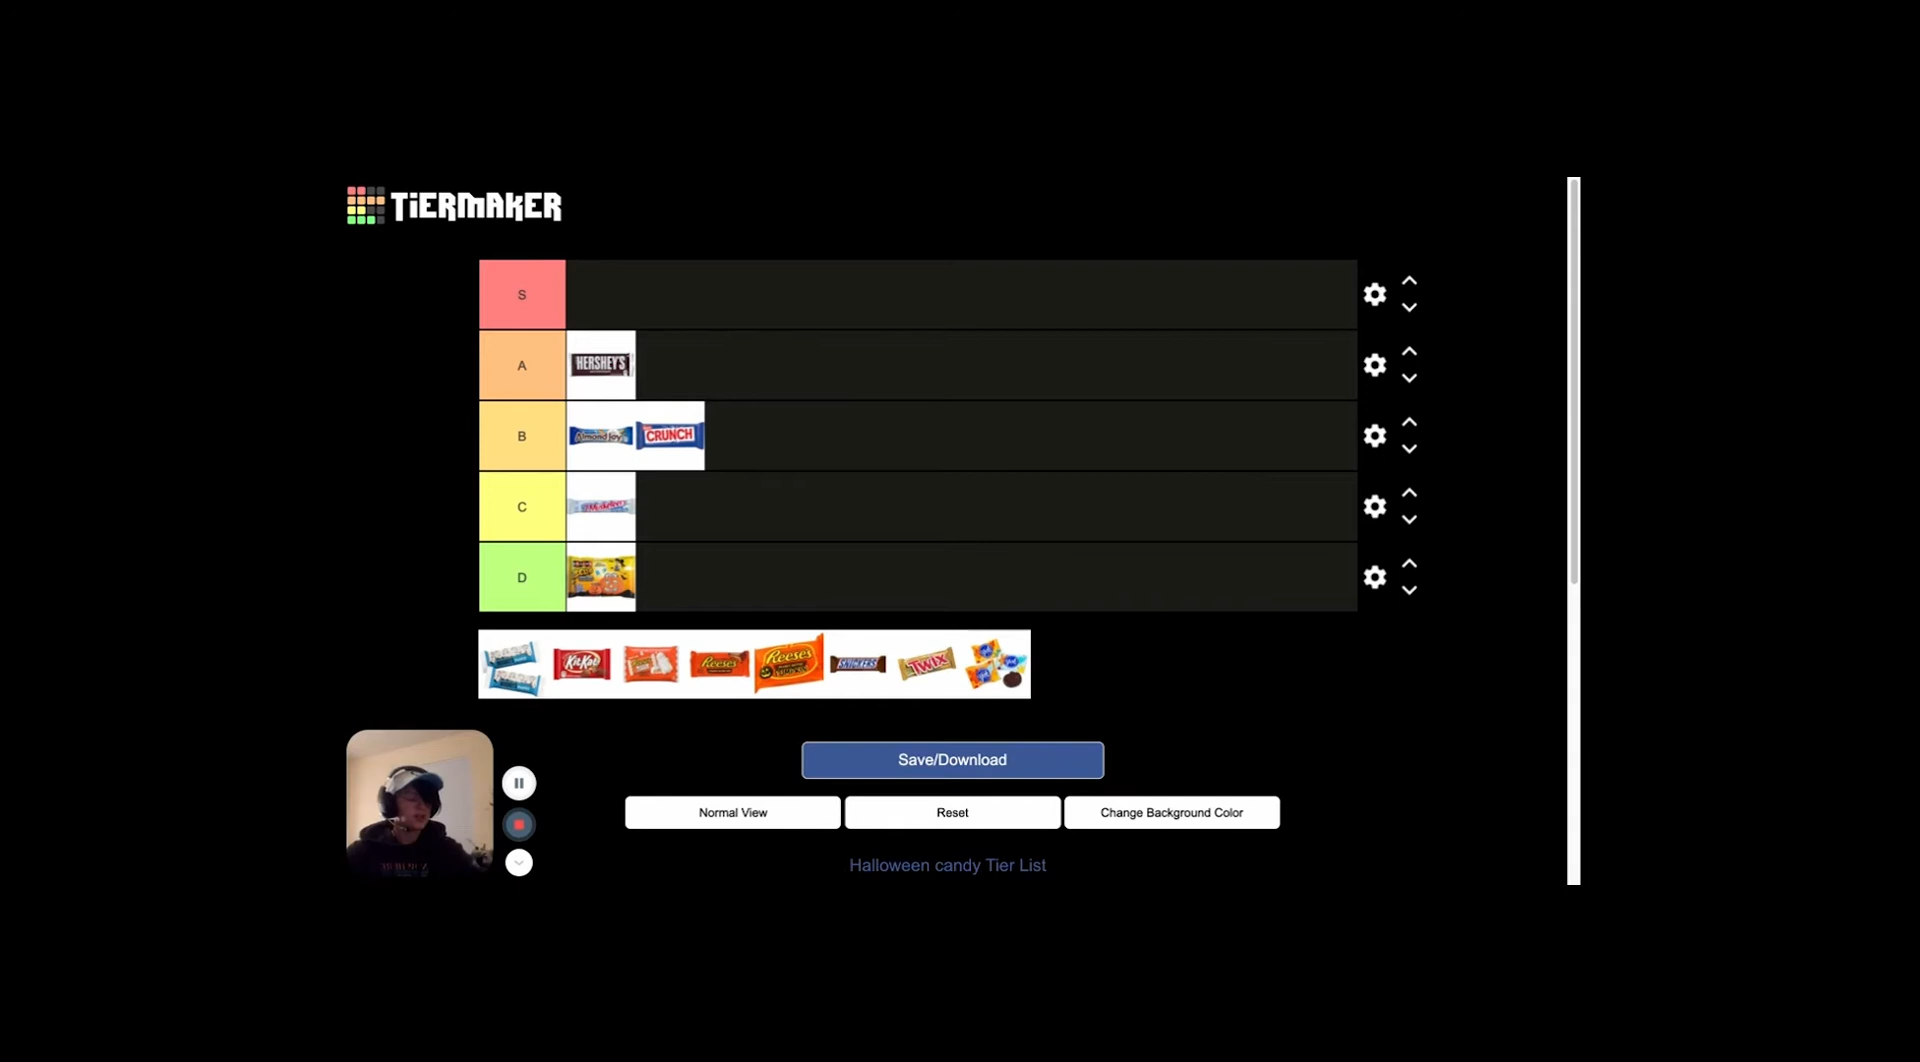 TiERMAKER
S
A
HERSHEY'S
B
Almond Joy
CRUNCH
C
Musketeers
D
KitKat
Reese's
Reese's
SNICKERS
TWIX
Save/Download
Normal View
Reset
Change Background Color
Halloween candy Tier List